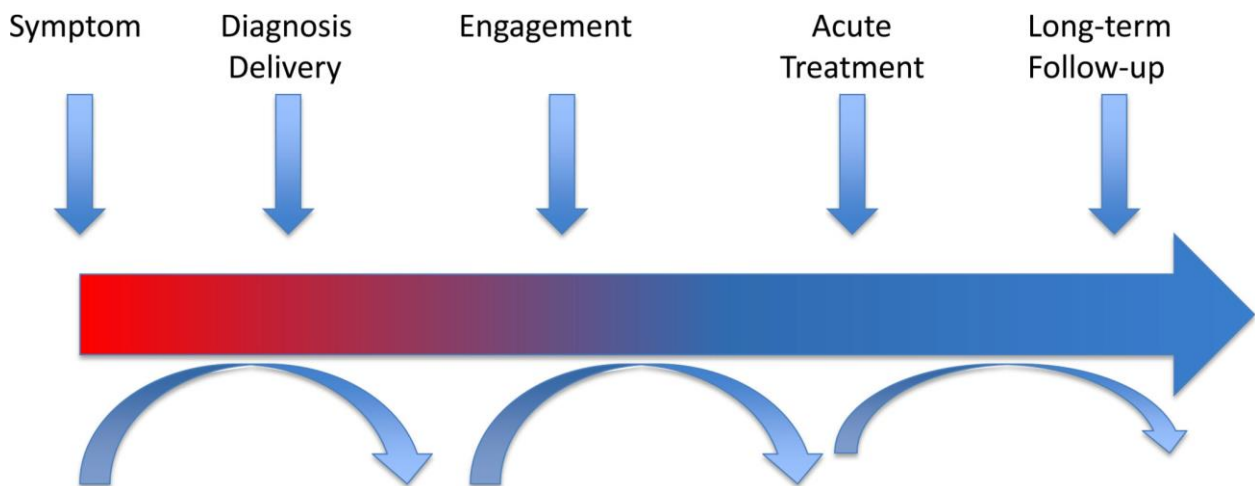 Symptom
Diagnosis
Delivery
Engagement
Acute
Treatment
Long-term
Follow-up